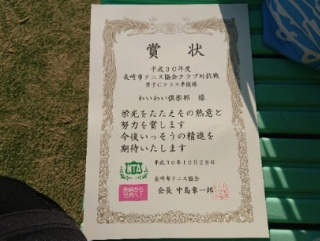 賞状
平成30年度
長崎市テニス協会クラブ対抗戦
男子Cクラス準優勝
わいわい倶楽部 様
栄光をたたえその熱意と
努力を賞します
今後いっそうの精進を
期待いたします
平成30年10月28日
NTA
長崎市テニス協会
会長 中島章一郎